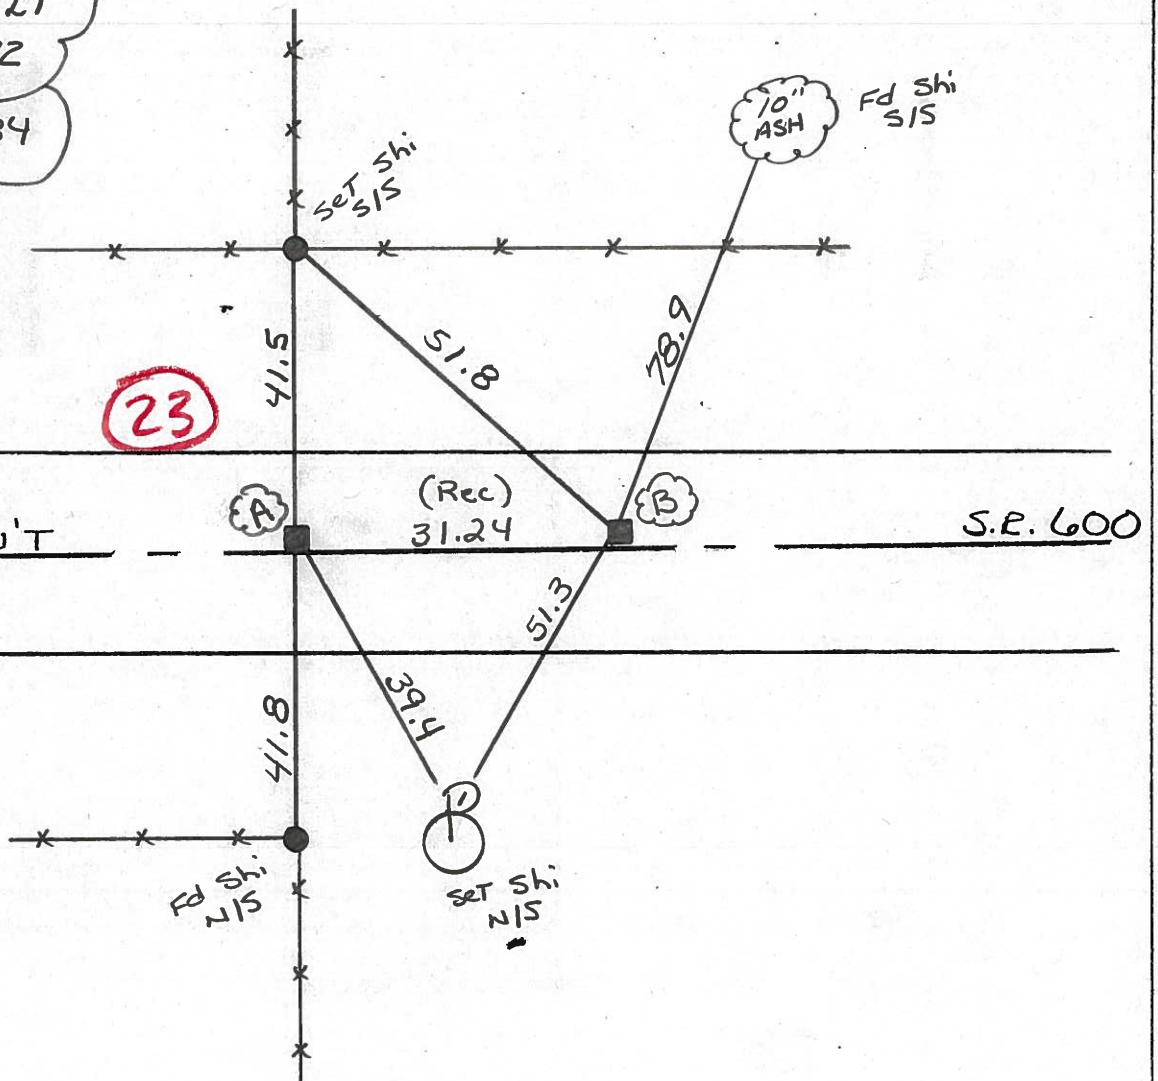 10"
ASH
Fd Shi
S/S
SeT Shi
S/S
51.8
78.9
41.5
23
(Rec)
31.24
A
B
S.R. 600
51.3
39.4
41.8
Fd Shi
N/S
SeT Shi
N/S